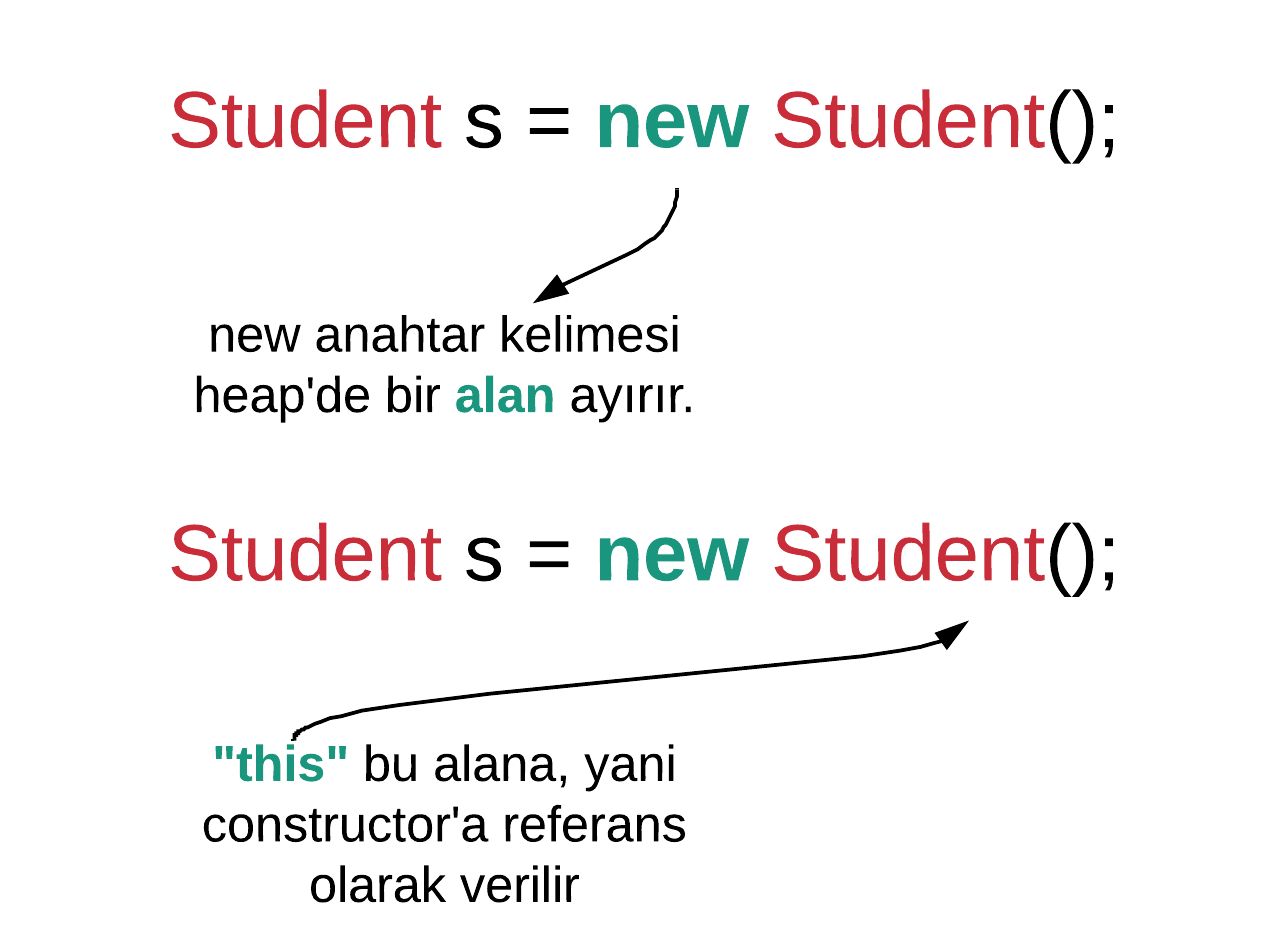 Student s = new Student();
new anahtar kelimesi
heap'de bir alan ayırır.
Student s = new Student();
"this" bu alana, yani
constructor'a referans
olarak verilir